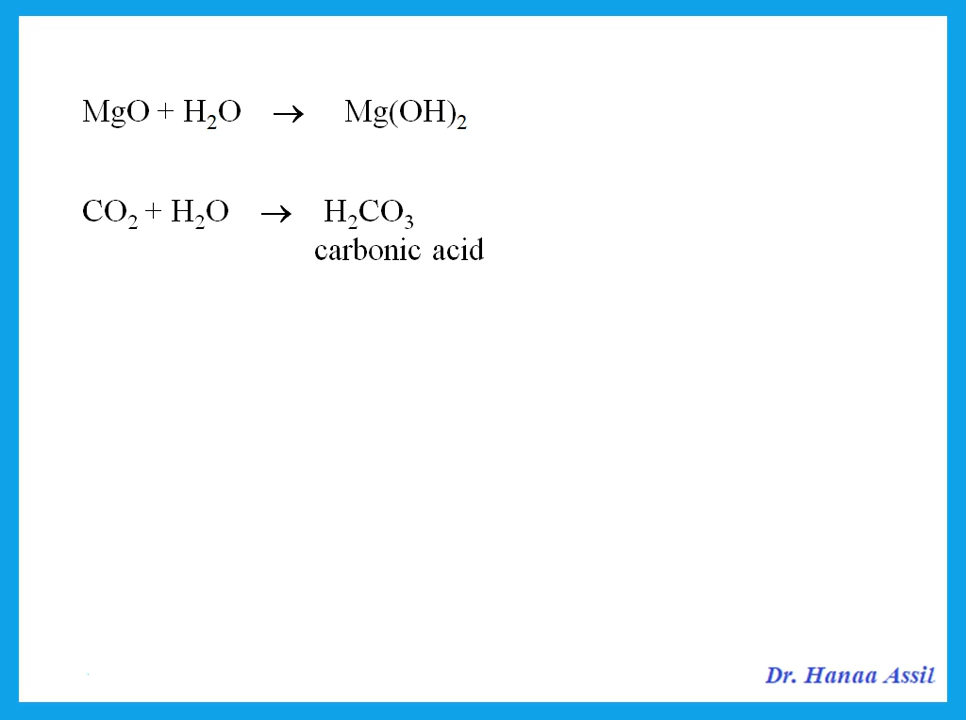 MgO + H₂O → Mg(OH)₂
CO₂ + H₂O → H₂CO₃
carbonic acid
Dr. Hanaa Assil